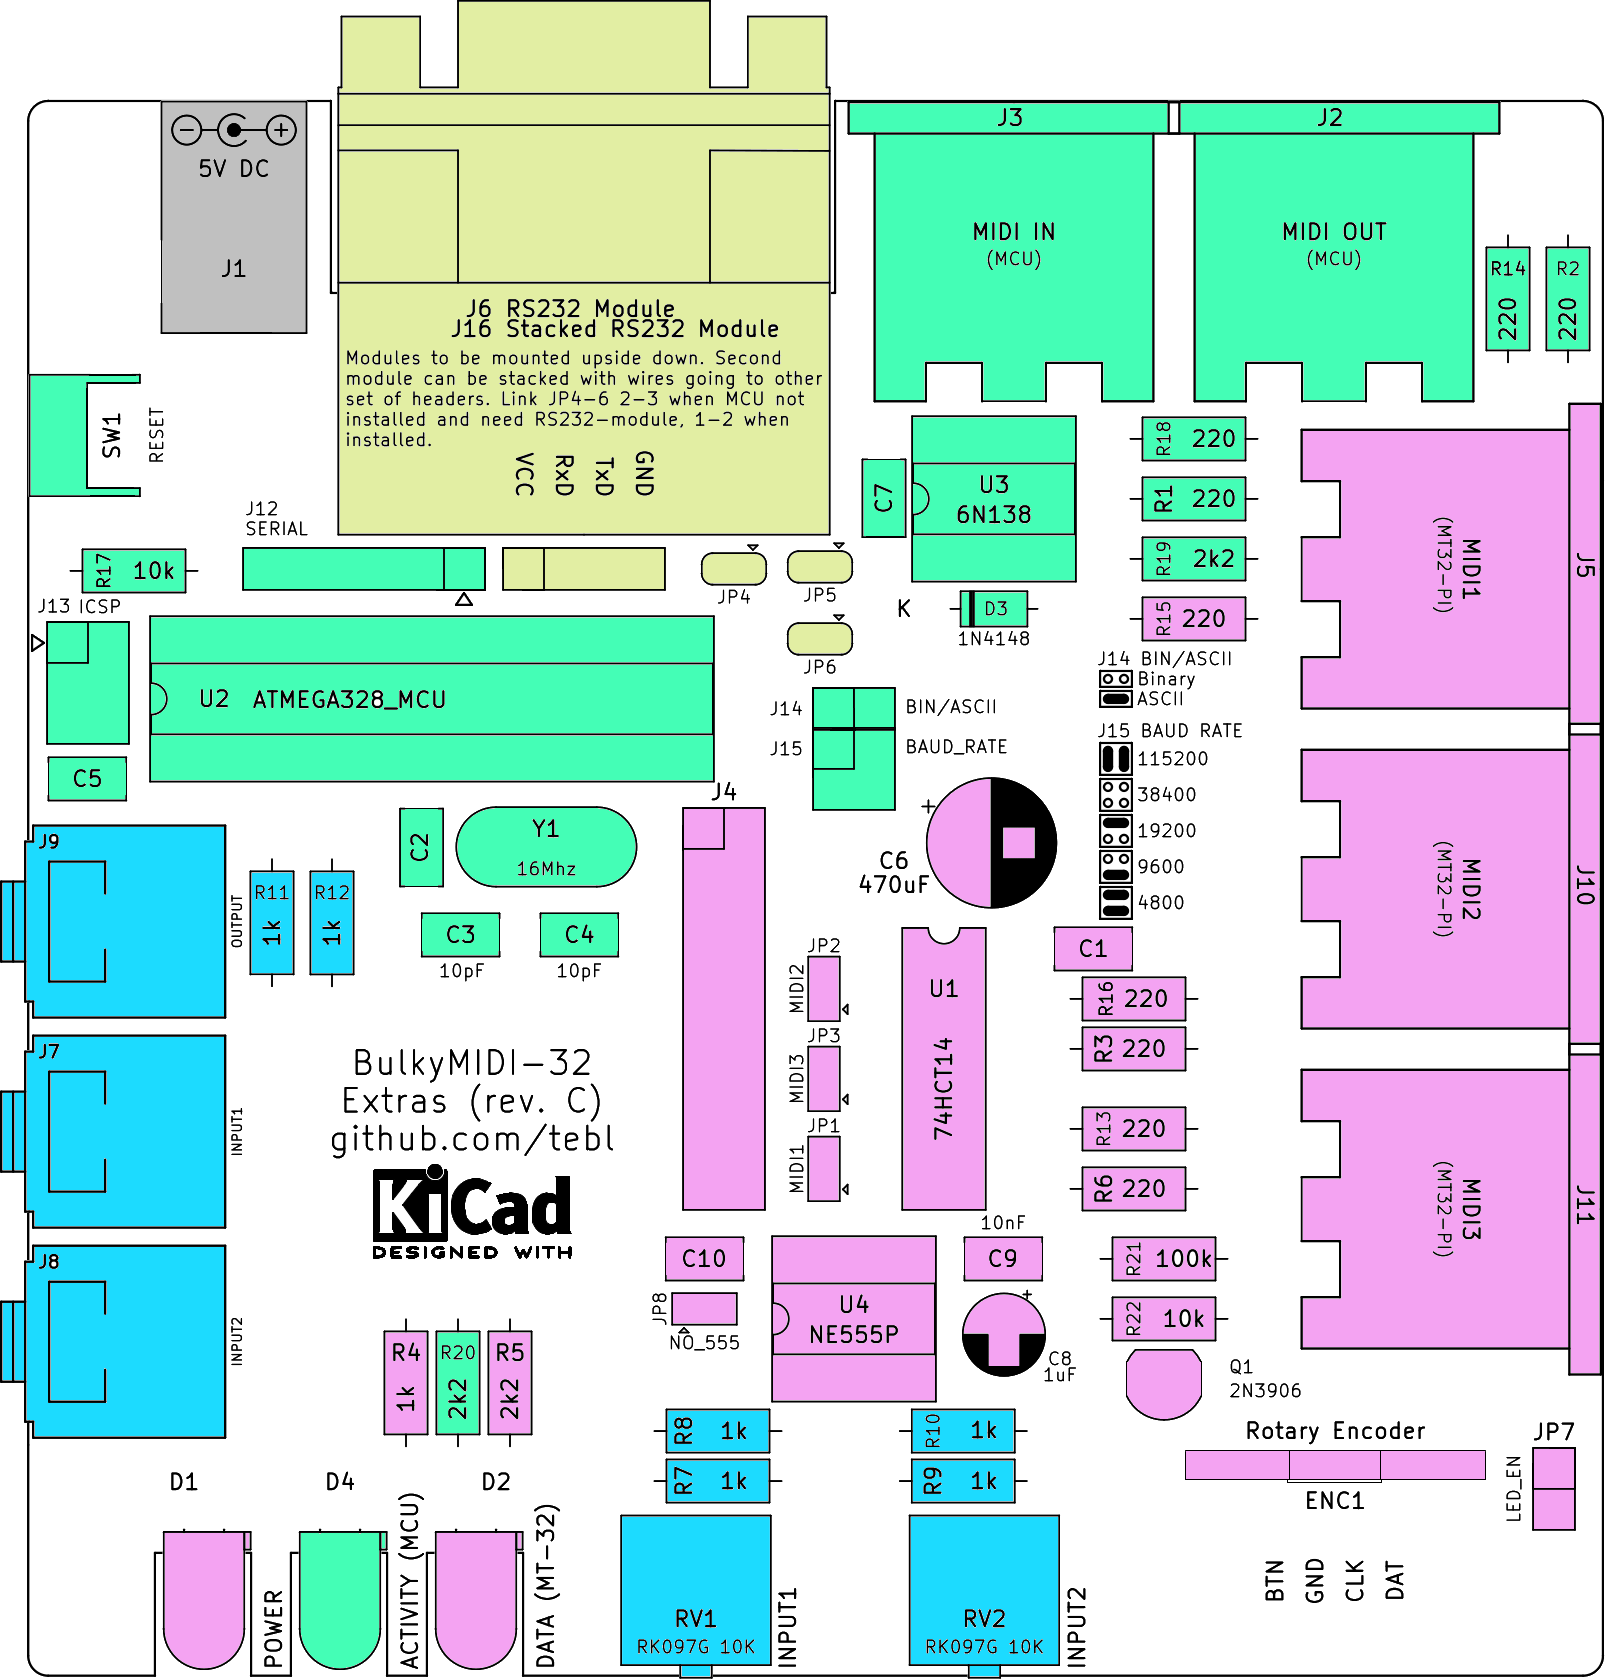 5V DC
J1
J3
J2
MIDI IN
(MCU)
MIDI OUT
(MCU)
R14
220
R2
220
J6 RS232 Module
J16 Stacked RS232 Module
Modules to be mounted upside down. Second
module can be stacked with wires going to other
set of headers. Link JP4-6 2-3 when MCU not
installed and need RS232-module, 1-2 when
installed.
VCC
RxD
TxD
GND
SW1
RESET
J12
SERIAL
R17 10k
J13 ICSP
JP4
JP5
JP6
C7
U3
6N138
K
D3
1N4148
R18 220
R1 220
R19 2k2
R15 220
MIDI1
(MT32-PI)
J5
U2 ATMEGA328_MCU
J14 BIN/ASCII
J15 BAUD_RATE
J14 BIN/ASCII
Binary
ASCII
J15 BAUD RATE
115200
38400
19200
9600
4800
C5
J4
C2
Y1
16Mhz
C3
10pF
C4
10pF
+
C6
470uF
MIDI2
(MT32-PI)
J10
J9
OUTPUT
R11
1k
R12
1k
C1
JP2
MIDI2
JP3
MIDI3
JP1
MIDI1
U1
74HCT14
R16 220
R3 220
R13 220
R6 220
J7
INPUT1
BulkyMIDI-32
Extras (rev. C)
github.com/tebl
KiCad
DESIGNED WITH
MIDI3
(MT32-PI)
J11
J8
INPUT2
C10
JP8
NO_555
U4
NE555P
10nF
C9
+
C8
1uF
R21 100k
R22 10k
Q1
2N3906
R4
1k
R20
2k2
R5
2k2
R8 1k
R7 1k
R10 1k
R9 1k
Rotary Encoder
ENC1
JP7
LED_EN
BTN
GND
CLK
DAT
D1
POWER
D4
ACTIVITY (MCU)
D2
DATA (MT-32)
RV1
RK097G 10K
INPUT1
RV2
RK097G 10K
INPUT2